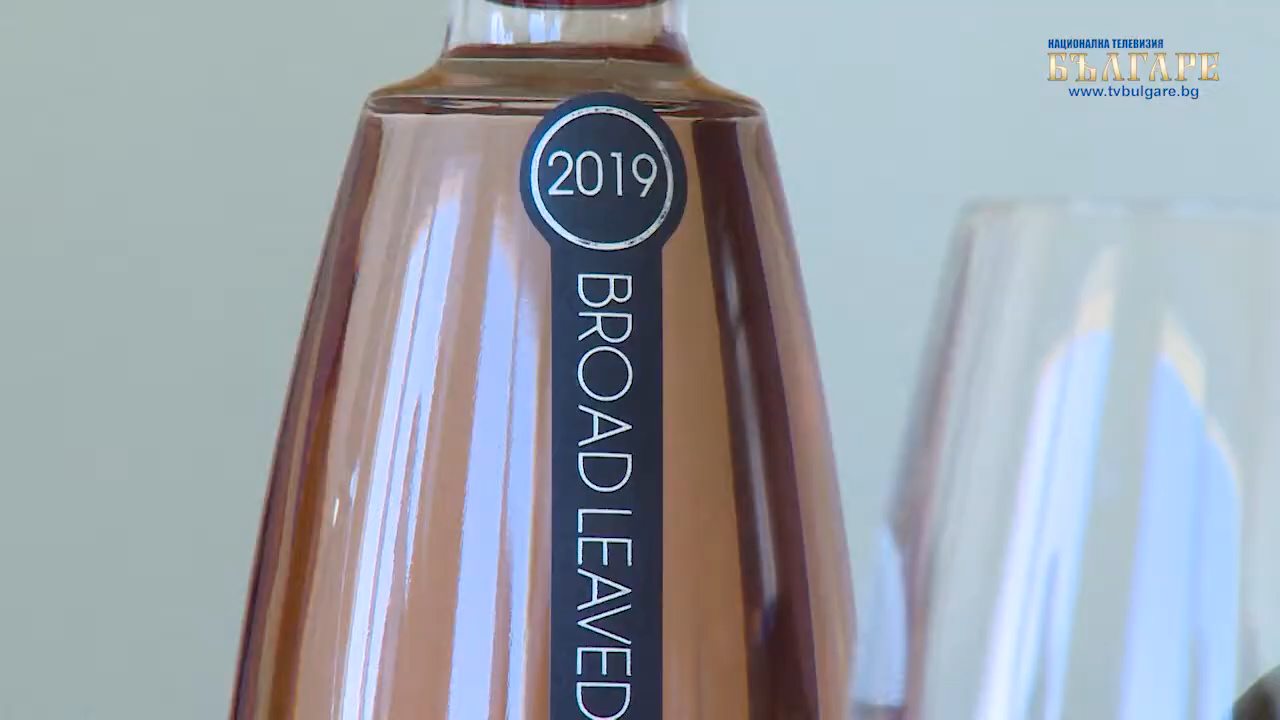 НАЦИОНАЛНА ТЕЛЕВИЗИЯ
БЪЛГАРЕ
www.tvbulgare.bg
2019
BROAD LEAVED